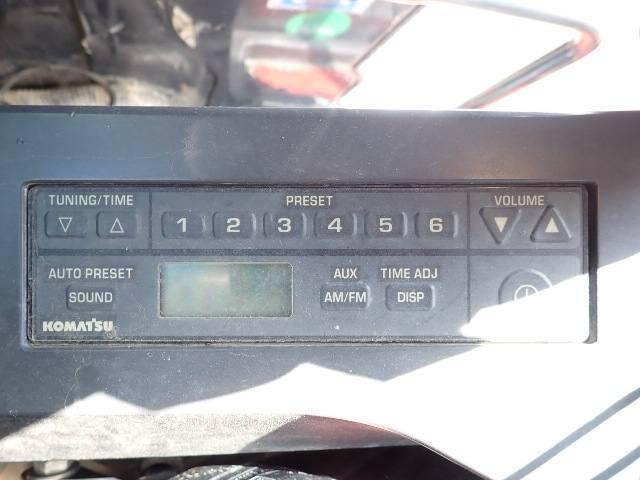 TUNING/TIME PRESET VOLUME
1 2 3 4 5 6
AUTO PRESET AUX TIME ADJ
SOUND AM/FM DISP
KOMATSU